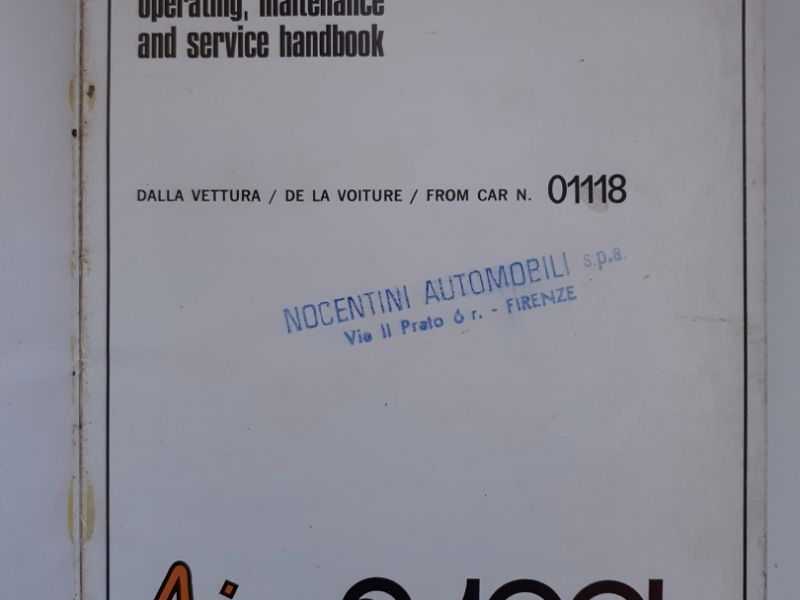 operating, maitenance
and service handbook
DALLA VETTURA / DE LA VOITURE / FROM CAR N. 01118
NOCENTINI AUTOMOBILI s.p.a.
Via Il Prato 6 r. - FIRENZE